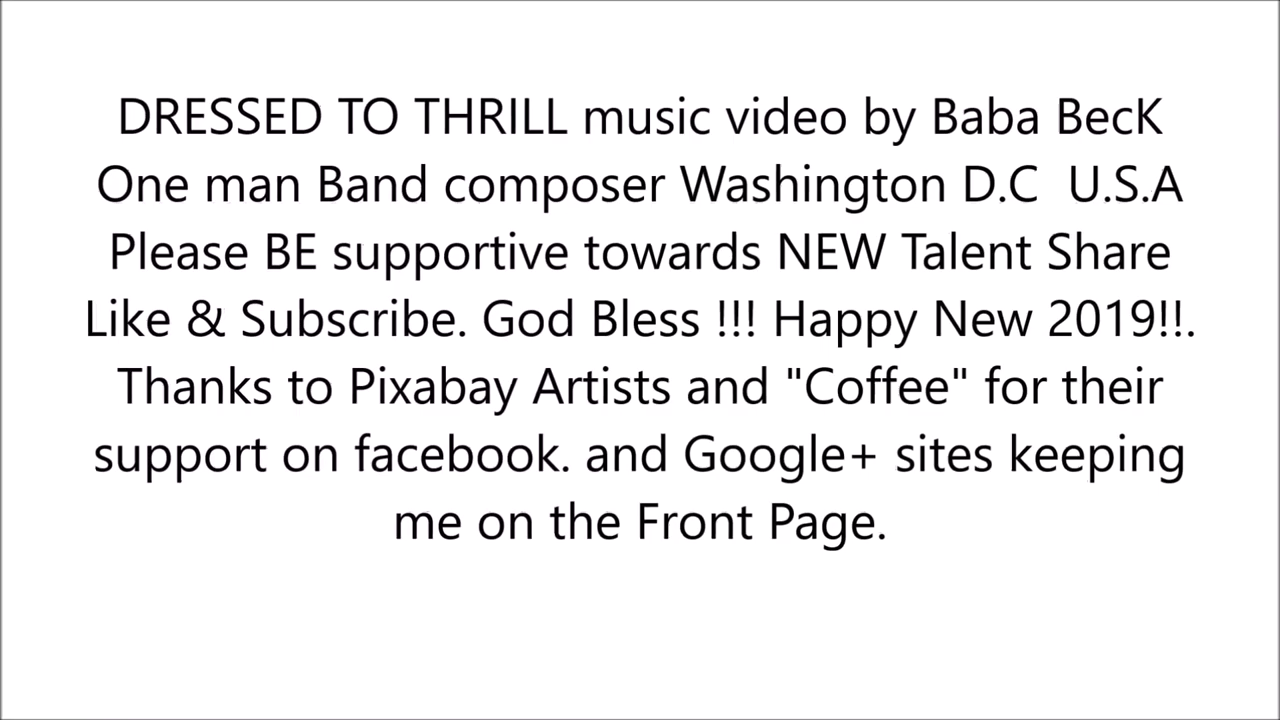 DRESSED TO THRILL music video by Baba BecK
One man Band composer Washington D.C  U.S.A
Please BE supportive towards NEW Talent Share
Like & Subscribe. God Bless !!! Happy New 2019!!.
Thanks to Pixabay Artists and "Coffee" for their
support on facebook. and Google+ sites keeping
me on the Front Page.